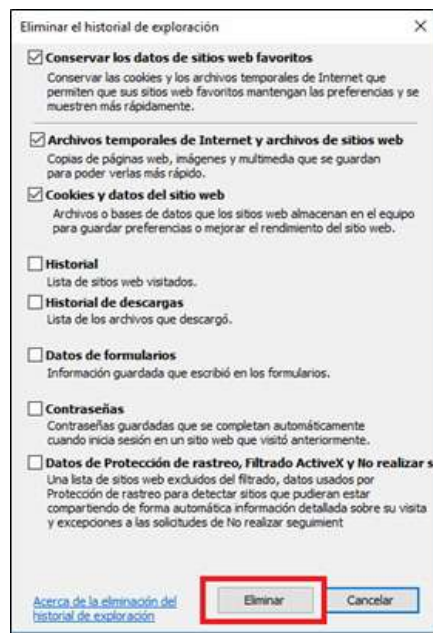 Eliminar el historial de exploración
Conservar los datos de sitios web favoritos
Conservar las cookies y los archivos temporales de Internet que
permiten que sus sitios web favoritos mantengan las preferencias y se
muestren más rápidamente.
Archivos temporales de Internet y archivos de sitios web
Copias de páginas web, imágenes y multimedia que se guardan
para poder verlas más rápido.
Cookies y datos del sitio web
Archivos o bases de datos que los sitios web almacenan en el equipo
para guardar preferencias o mejorar el rendimiento del sitio web.
Historial
Lista de sitios web visitados.
Historial de descargas
Lista de los archivos que descargó.
Datos de formularios
Información guardada que escribió en los formularios.
Contraseñas
Contraseñas guardadas que se completan automáticamente
cuando inicia sesión en un sitio web que visitó anteriormente.
Datos de Protección de rastreo, Filtrado ActiveX y No realizar s
Una lista de sitios web excluidos del filtrado, datos usados por
Protección de rastreo para detectar sitios que pudieran estar
compartiendo de forma automática información detallada sobre su visita
y excepciones a las solicitudes de No realizar seguimient
Acerca de la eliminación del
historial de exploración
Eliminar
Cancelar